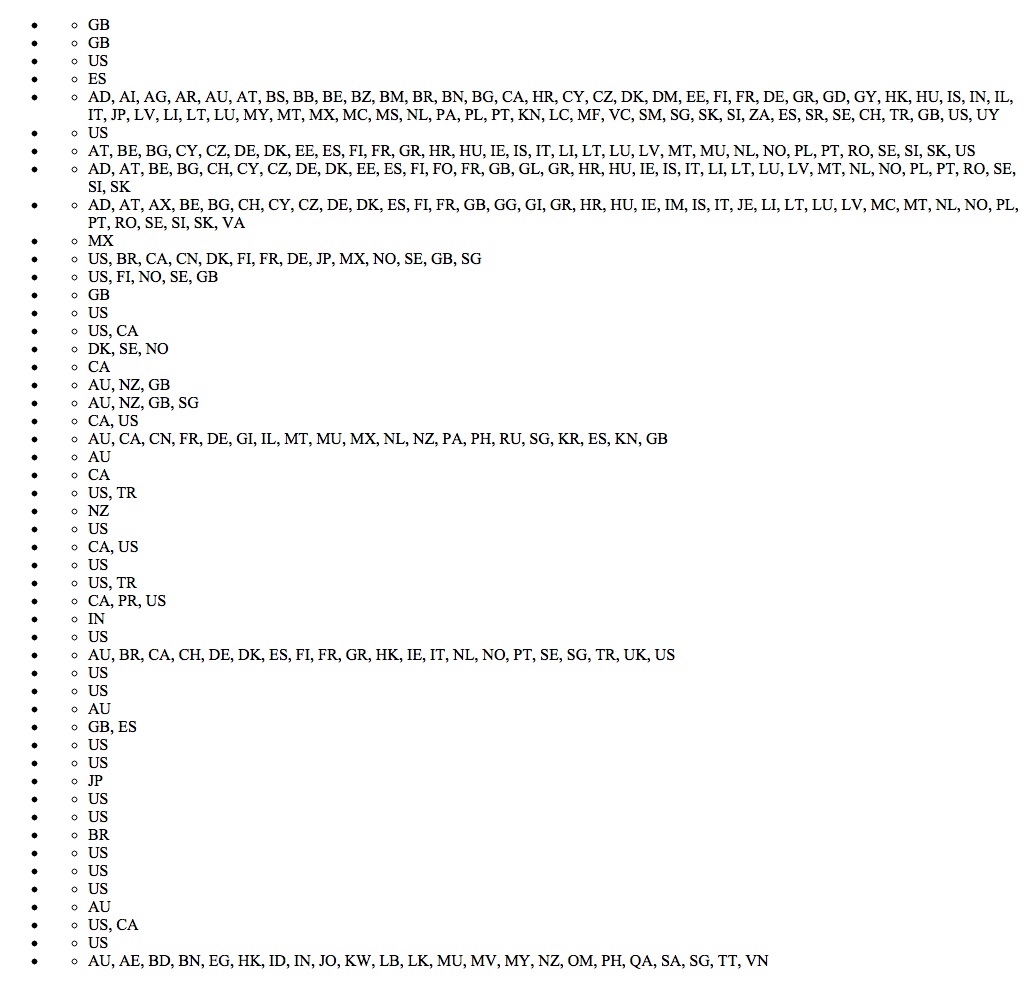 GB
GB
US
ES
AD, AI, AG, AR, AU, AT, BS, BB, BE, BZ, BM, BR, BN, BG, CA, HR, CY, CZ, DK, DM, EE, FI, FR, DE, GR, GD, GY, HK, HU, IS, IN, IL,
IT, JP, LV, LI, LT, LU, MY, MT, MX, MC, MS, NL, PA, PL, PT, KN, LC, MF, VC, SM, SG, SK, SI, ZA, ES, SR, SE, CH, TR, GB, US, UY
US
AT, BE, BG, CY, CZ, DE, DK, EE, ES, FI, FR, GR, HR, HU, IE, IS, IT, LI, LT, LU, LV, MT, MU, NL, NO, PL, PT, RO, SE, SI, SK, US
AD, AT, BE, BG, CH, CY, CZ, DE, DK, EE, ES, FI, FO, FR, GB, GL, GR, HR, HU, IE, IS, IT, LI, LT, LU, LV, MT, NL, NO, PL, PT, RO, SE,
SI, SK
AD, AT, AX, BE, BG, CH, CY, CZ, DE, DK, ES, FI, FR, GB, GG, GI, GR, HR, HU, IE, IM, IS, IT, JE, LI, LT, LU, LV, MC, MT, NL, NO, PL,
PT, RO, SE, SI, SK, VA
MX
US, BR, CA, CN, DK, FI, FR, DE, JP, MX, NO, SE, GB, SG
US, FI, NO, SE, GB
GB
US
US, CA
DK, SE, NO
CA
AU, NZ, GB
AU, NZ, GB, SG
CA, US
AU, CA, CN, FR, DE, GI, IL, MT, MU, MX, NL, NZ, PA, PH, RU, SG, KR, ES, KN, GB
AU
CA
US, TR
NZ
US
CA, US
US
US, TR
CA, PR, US
IN
US
AU, BR, CA, CH, DE, DK, ES, FI, FR, GR, HK, IE, IT, NL, NO, PT, SE, SG, TR, UK, US
US
US
AU
GB, ES
US
US
JP
US
US
BR
US
US
US
AU
US, CA
US
AU, AE, BD, BN, EG, HK, ID, IN, JO, KW, LB, LK, MU, MV, MY, NZ, OM, PH, QA, SA, SG, TT, VN